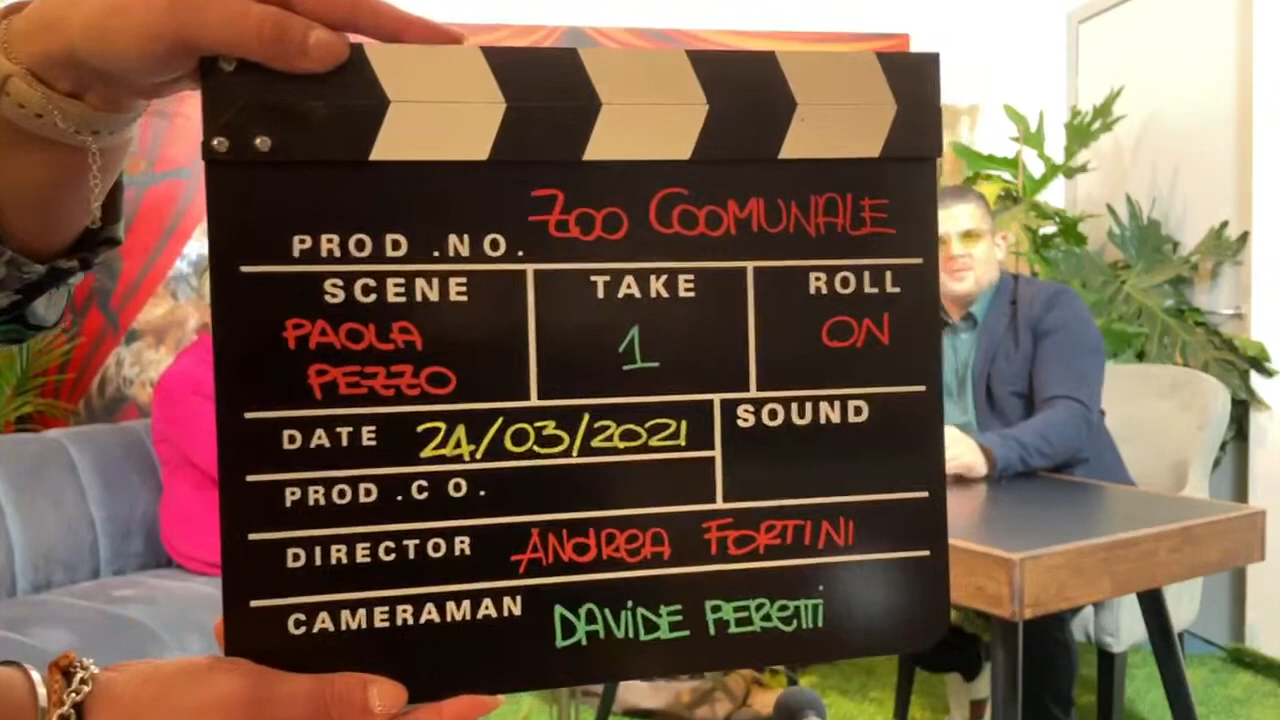 ZOO COOMUNALE
PROD .NO.
SCENE TAKE ROLL
PAOLA PEZZO
1
ON
DATE 24/03/2021
SOUND
PROD .CO.
DIRECTOR ANDREA FORTINI
CAMERAMAN DAVIDE PERETTI